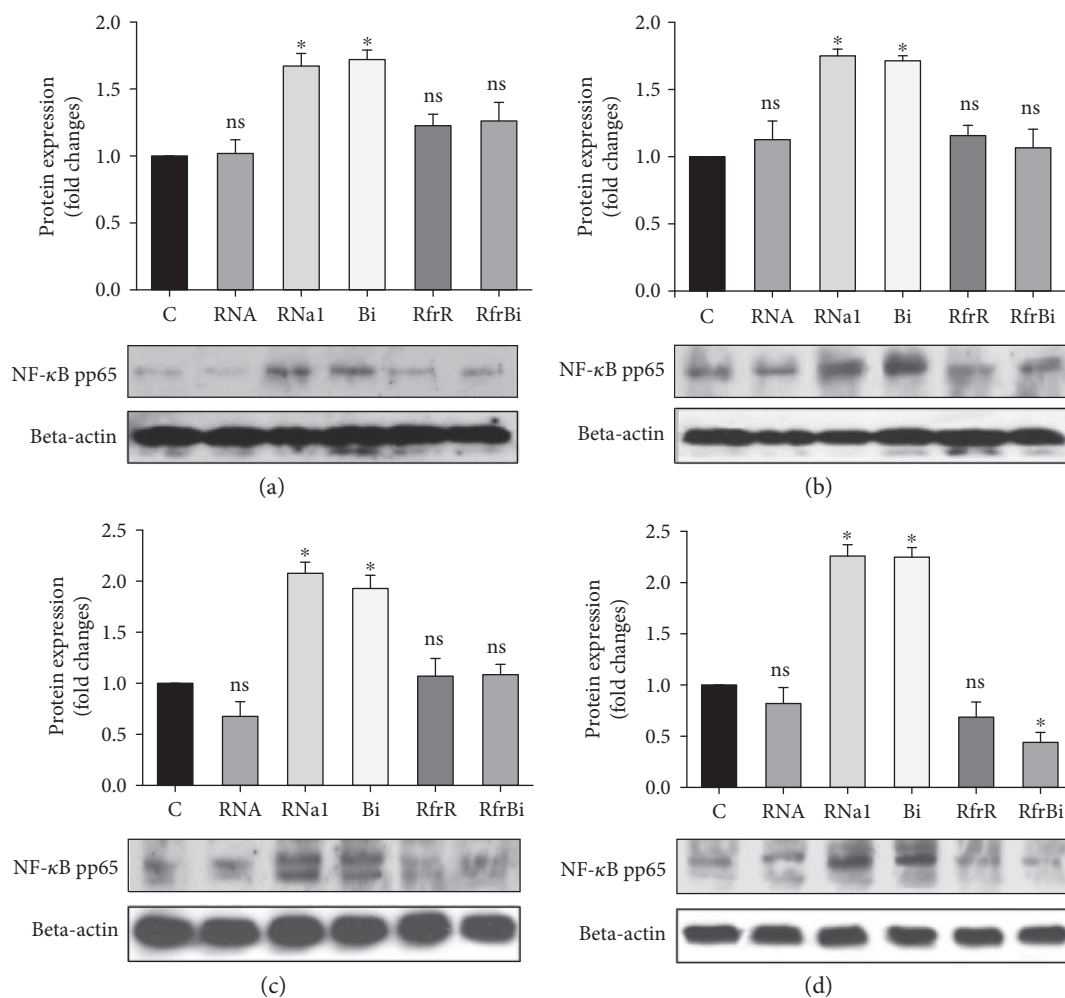 2.0
1.5
1.0
0.5
0.0
Protein expression
(fold changes)
ns
*
*
ns
ns
C RNA RNa1 Bi RfrR RfrBi
NF-κB pp65
Beta-actin
(a)
2.0
1.5
1.0
0.5
0.0
Protein expression
(fold changes)
ns
*
*
ns
ns
C RNA RNa1 Bi RfrR RfrBi
NF-κB pp65
Beta-actin
(b)
2.5
2.0
1.5
1.0
0.5
0.0
Protein expression
(fold changes)
ns
*
*
ns
ns
C RNA RNa1 Bi RfrR RfrBi
NF-κB pp65
Beta-actin
(c)
2.5
2.0
1.5
1.0
0.5
0.0
Protein expression
(fold changes)
ns
*
*
ns
*
C RNA RNa1 Bi RfrR RfrBi
NF-κB pp65
Beta-actin
(d)